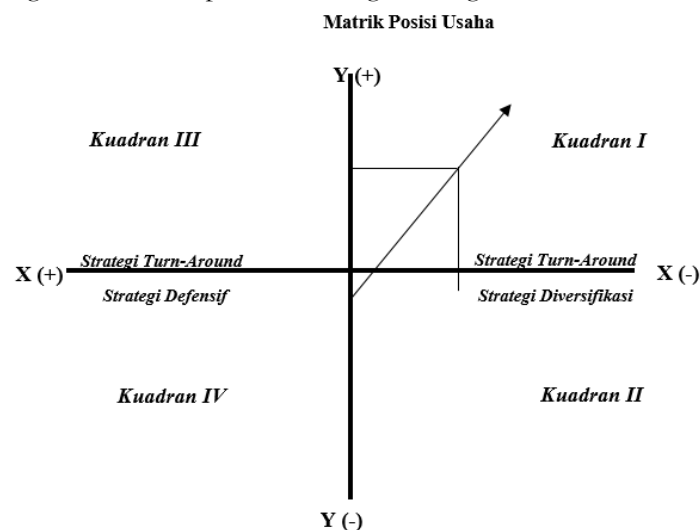 Matrik Posisi Usaha
Y (+)
Kuadran III
Kuadran I
Strategi Turn-Around
Strategi Turn-Around
X (+)
X (-)
Strategi Defensif
Strategi Diversifikasi
Kuadran IV
Kuadran II
Y (-)